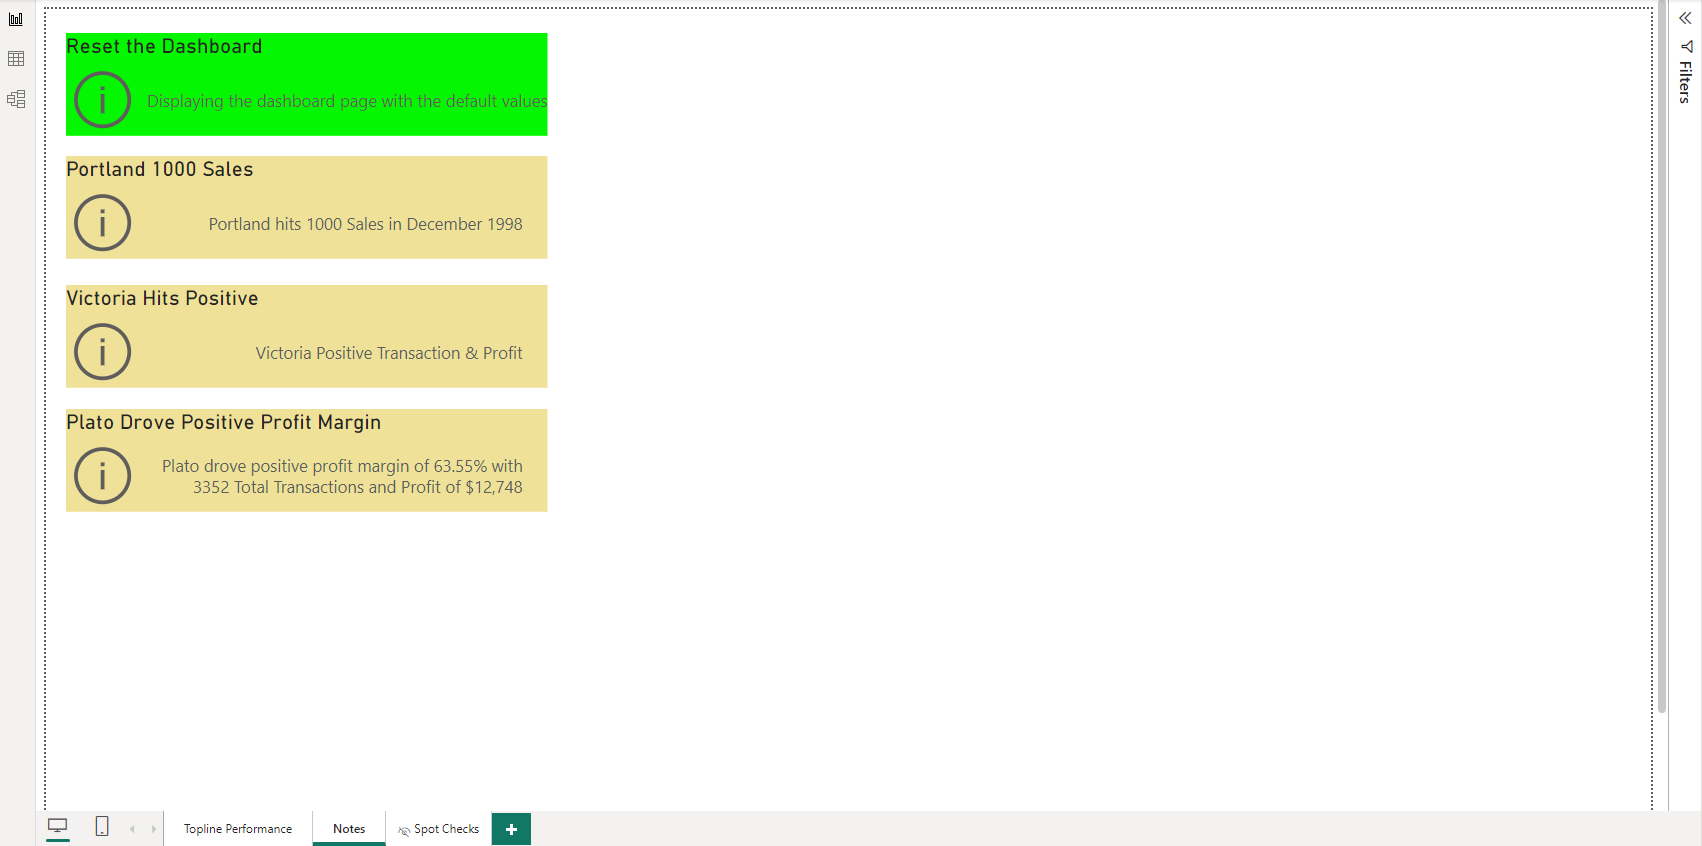 Reset the Dashboard
i
Displaying the dashboard page with the default values
Portland 1000 Sales
i
Portland hits 1000 Sales in December 1998
Victoria Hits Positive
i
Victoria Positive Transaction & Profit
Plato Drove Positive Profit Margin
i
Plato drove positive profit margin of 63.55% with
3352 Total Transactions and Profit of $12,748
Filters
Topline Performance
Notes
Spot Checks